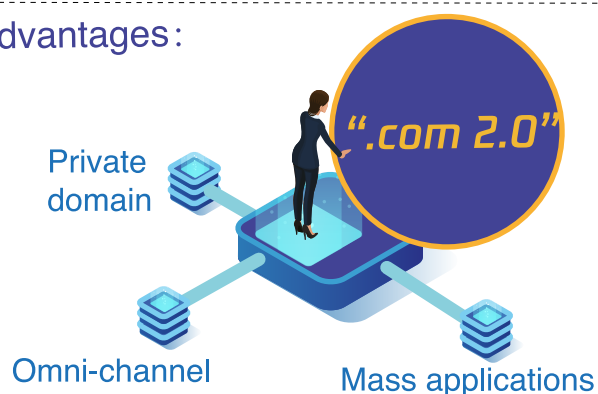 dvantages:
“.com 2.0”
Private
domain
Omni-channel
Mass applications